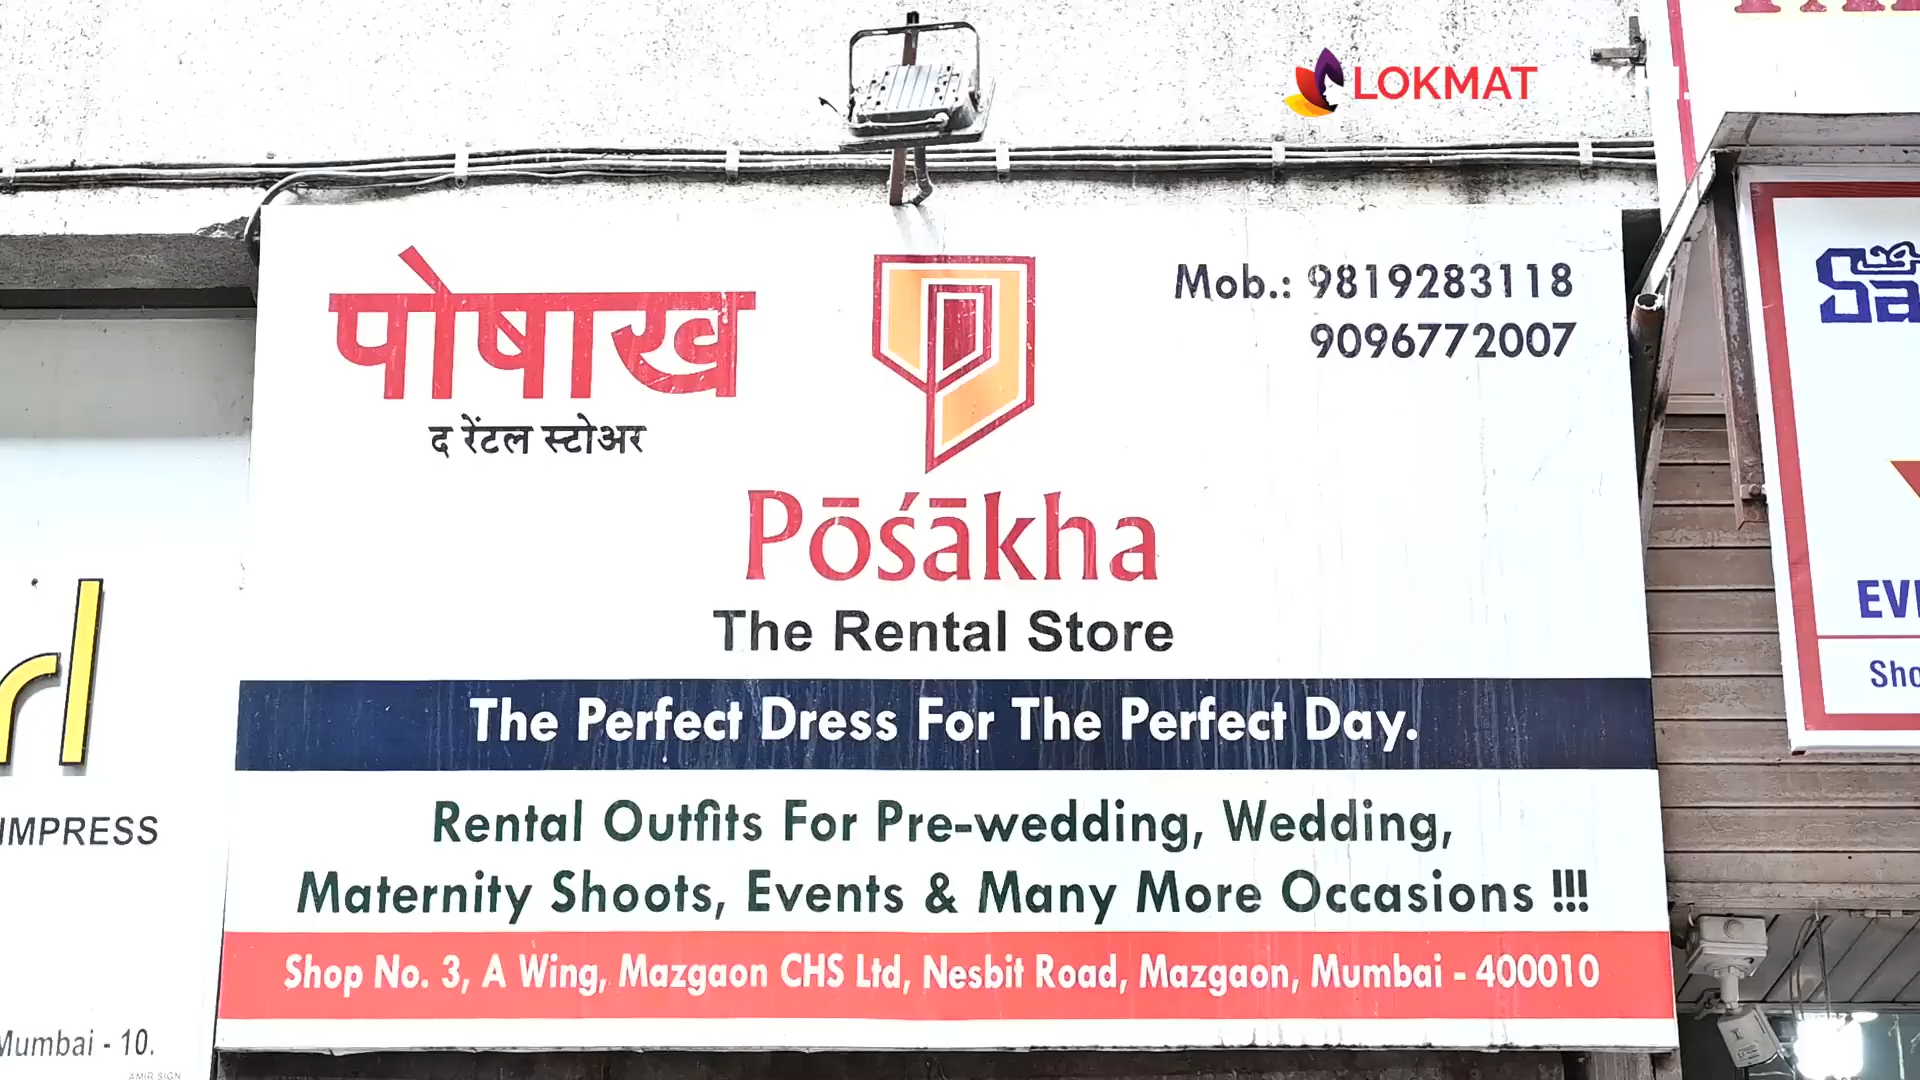 LOKMAT
पोषाख
द रेंटल स्टोअर
Mob.: 9819283118
9096772007
Pōśākha
The Rental Store
The Perfect Dress For The Perfect Day.
Rental Outfits For Pre-wedding, Wedding,
Maternity Shoots, Events & Many More Occasions !!!
Shop No. 3, A Wing, Mazgaon CHS Ltd, Nesbit Road, Mazgaon, Mumbai - 400010
IMPRESS
Mumbai - 10.
AMIR SIGN